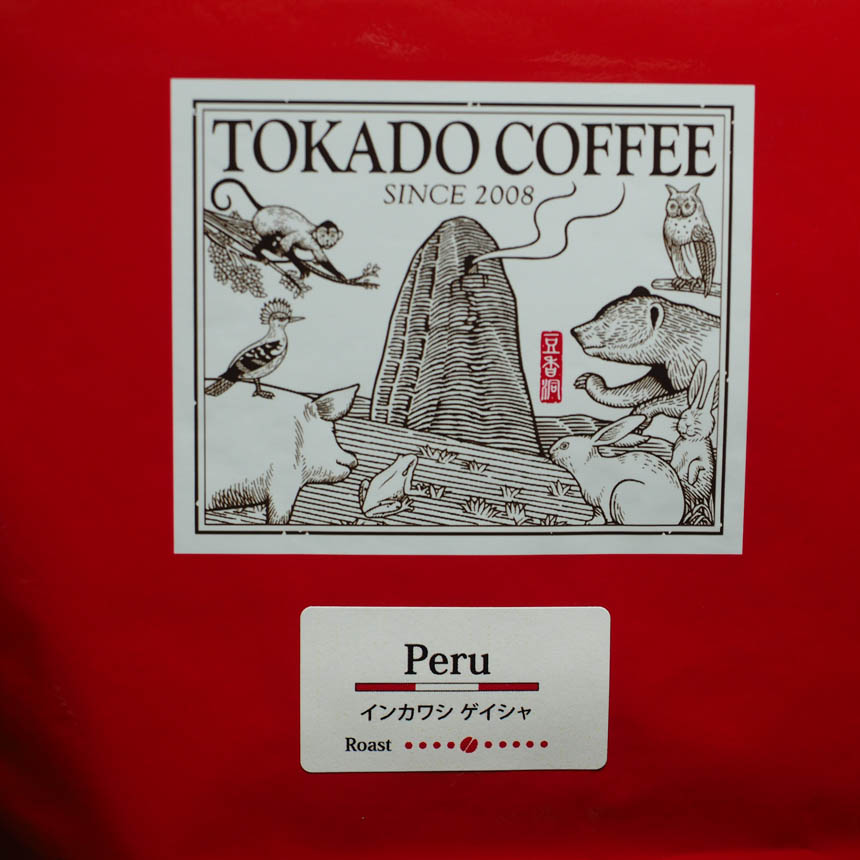 TOKADO COFFEE
SINCE 2008
豆香洞
Peru
インカワシ ゲイシャ
Roast